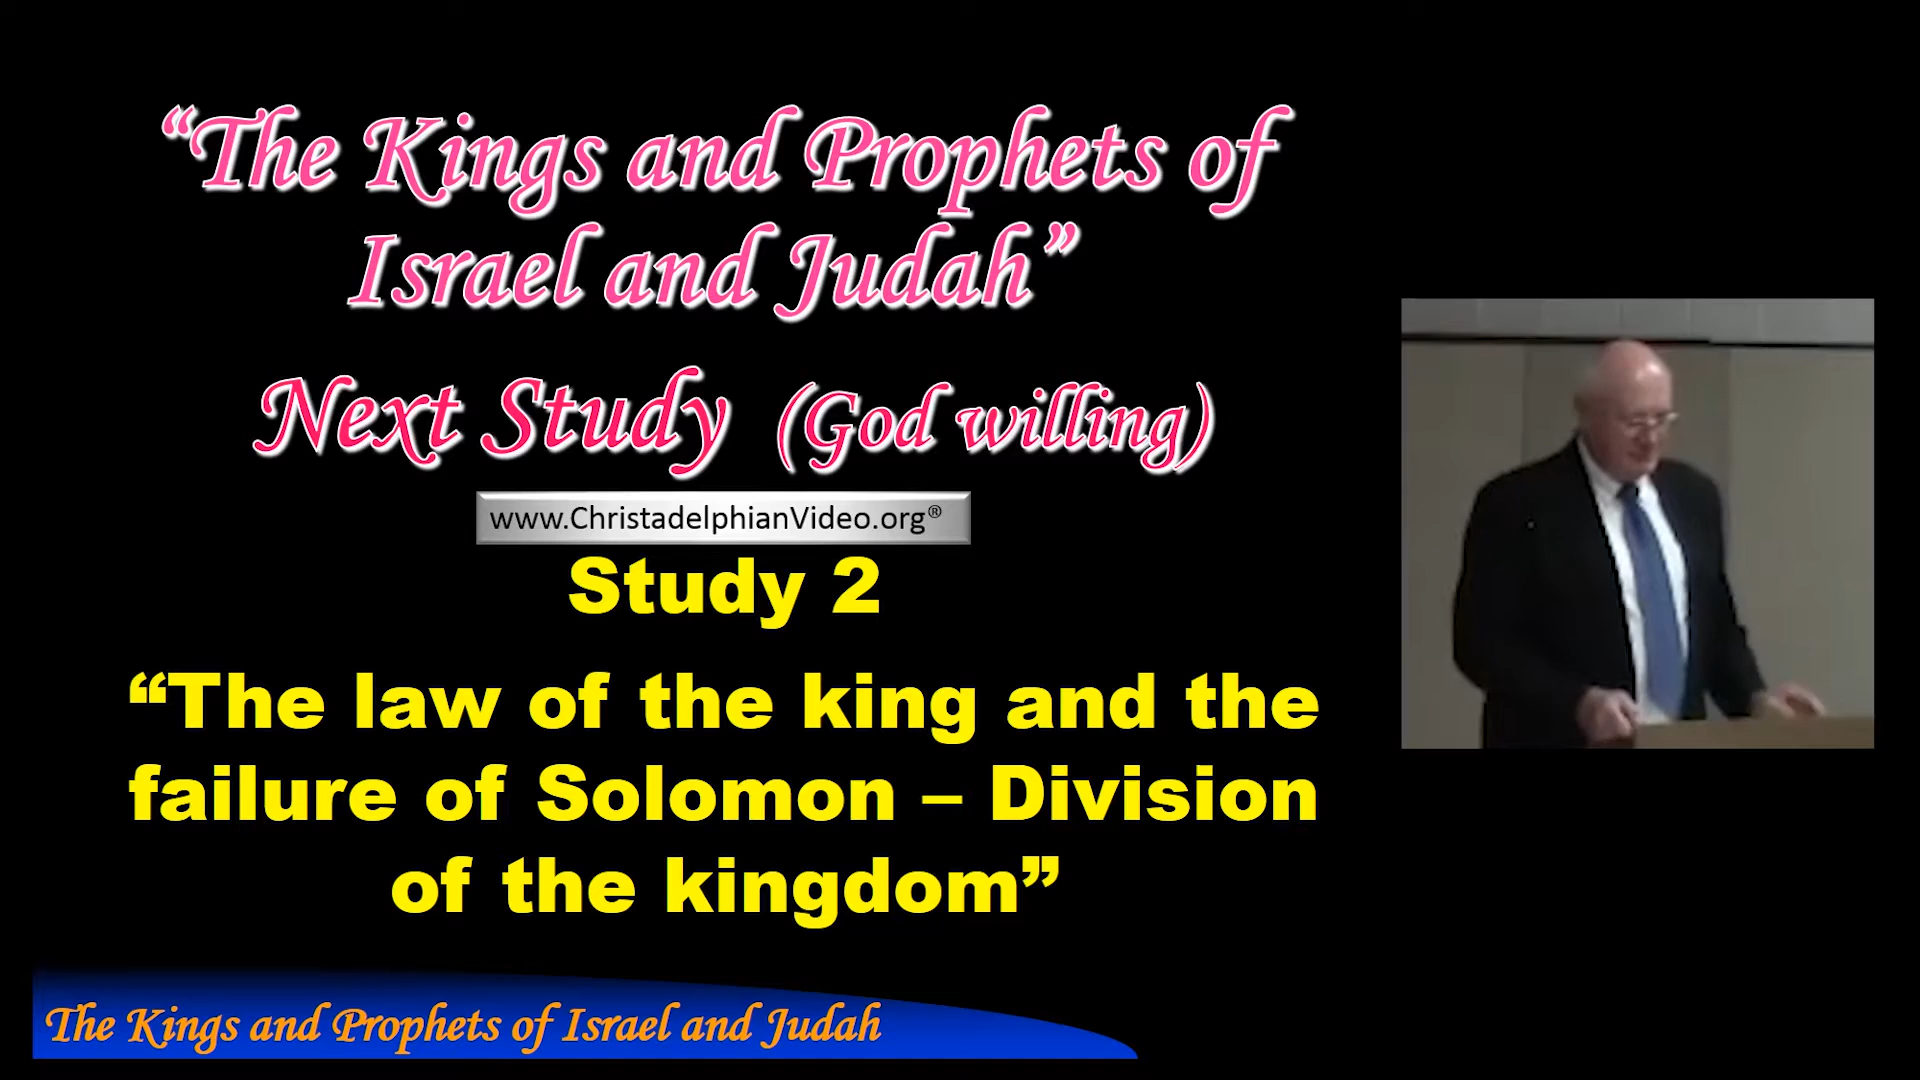 “The Kings and Prophets of
Israel and Judah”
Next Study (God willing)
www.ChristadelphianVideo.org®
Study 2
“The law of the king and the
failure of Solomon – Division
of the kingdom”
The Kings and Prophets of Israel and Judah